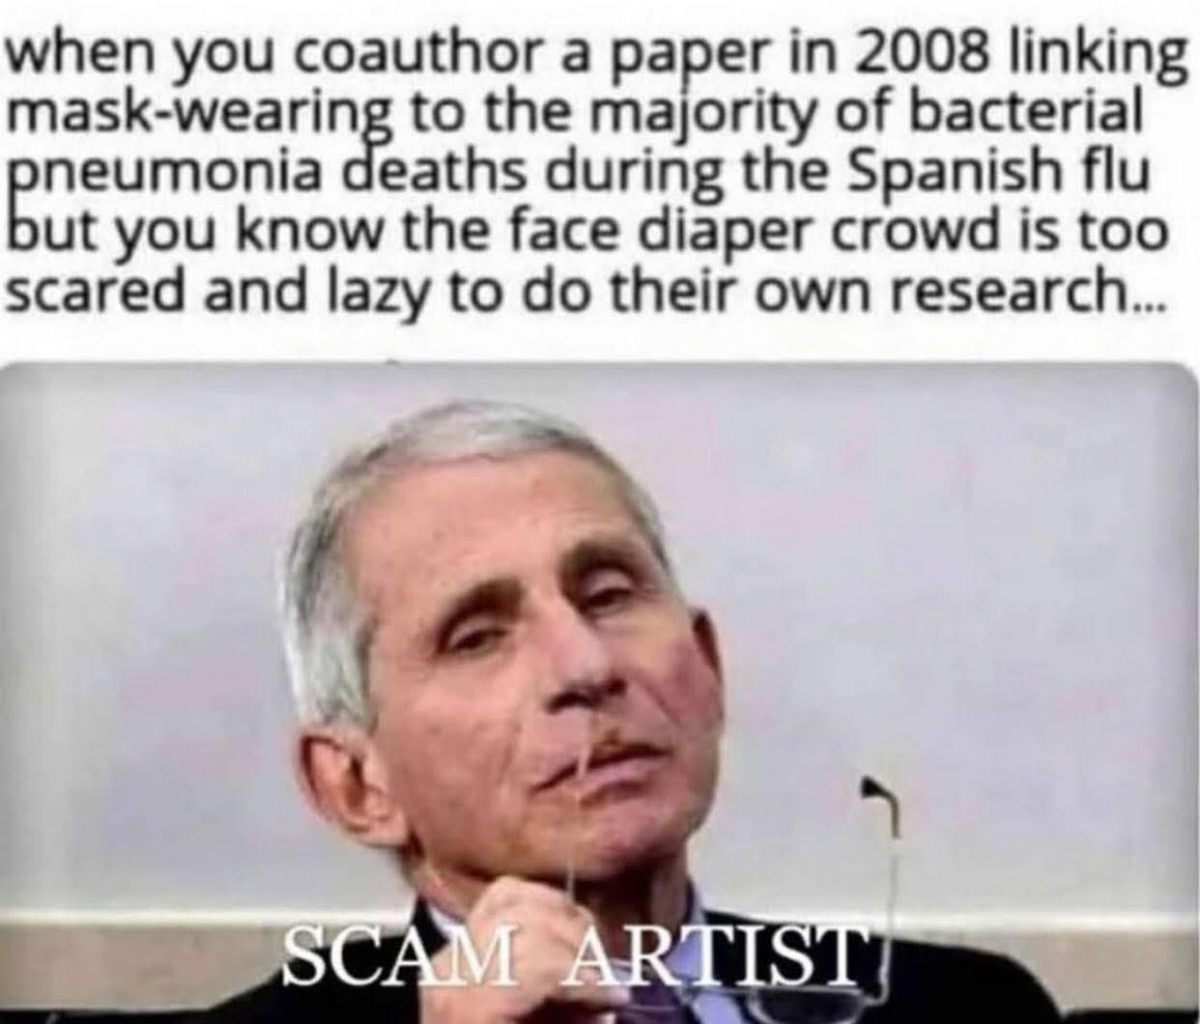 when you coauthor a paper in 2008 linking
mask-wearing to the majority of bacterial
pneumonia deaths during the Spanish flu
but you know the face diaper crowd is too
scared and lazy to do their own research...
SCAM ARTIST